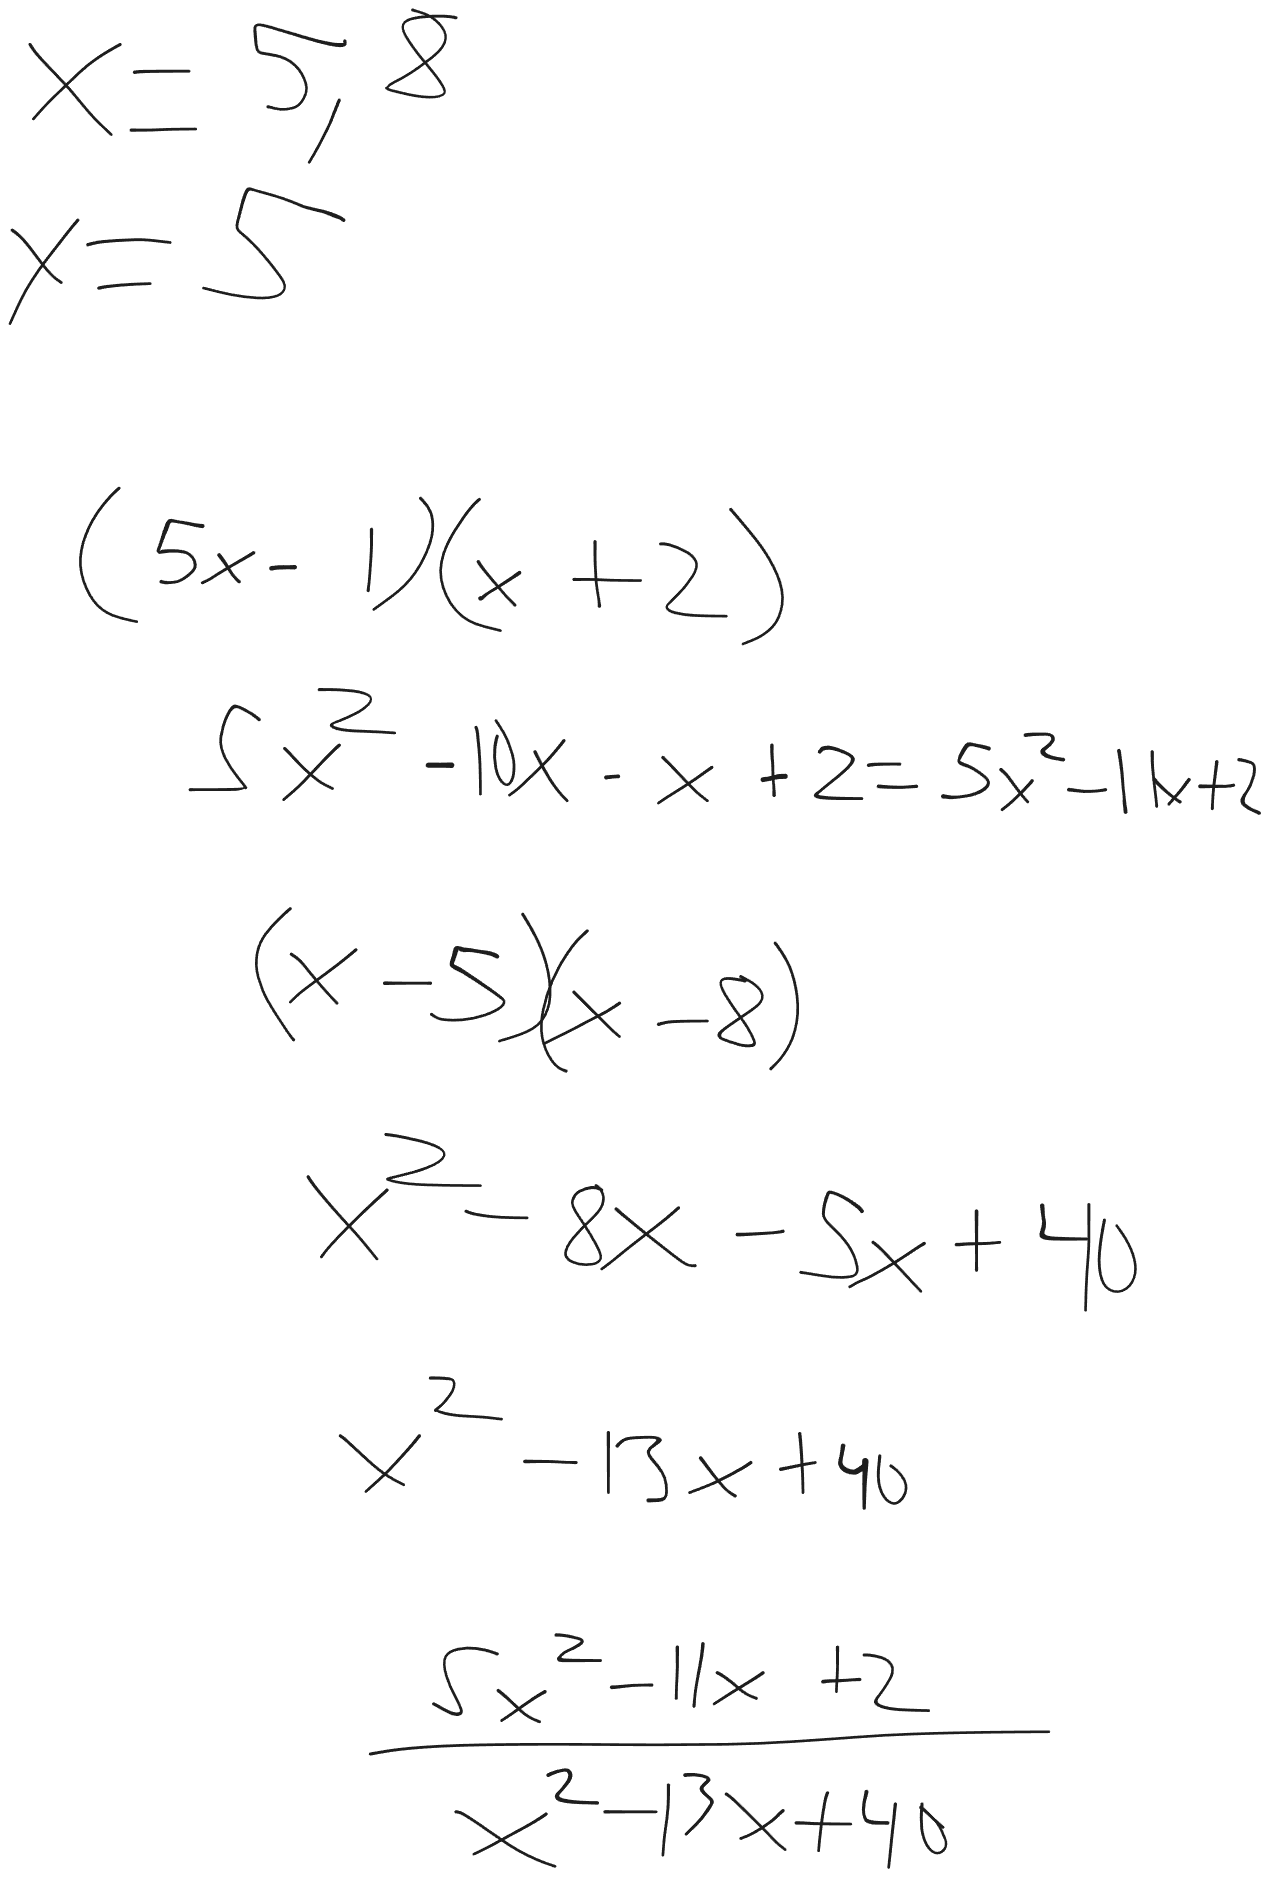 x = 5, 8
x = 5
(5x - 1)(x + 2)
5x² - 10x - x + 2 = 5x² - 11x + 2
(x - 5)(x - 8)
x² - 8x - 5x + 40
x² - 13x + 40
5x² - 11x + 2
x² - 13x + 40